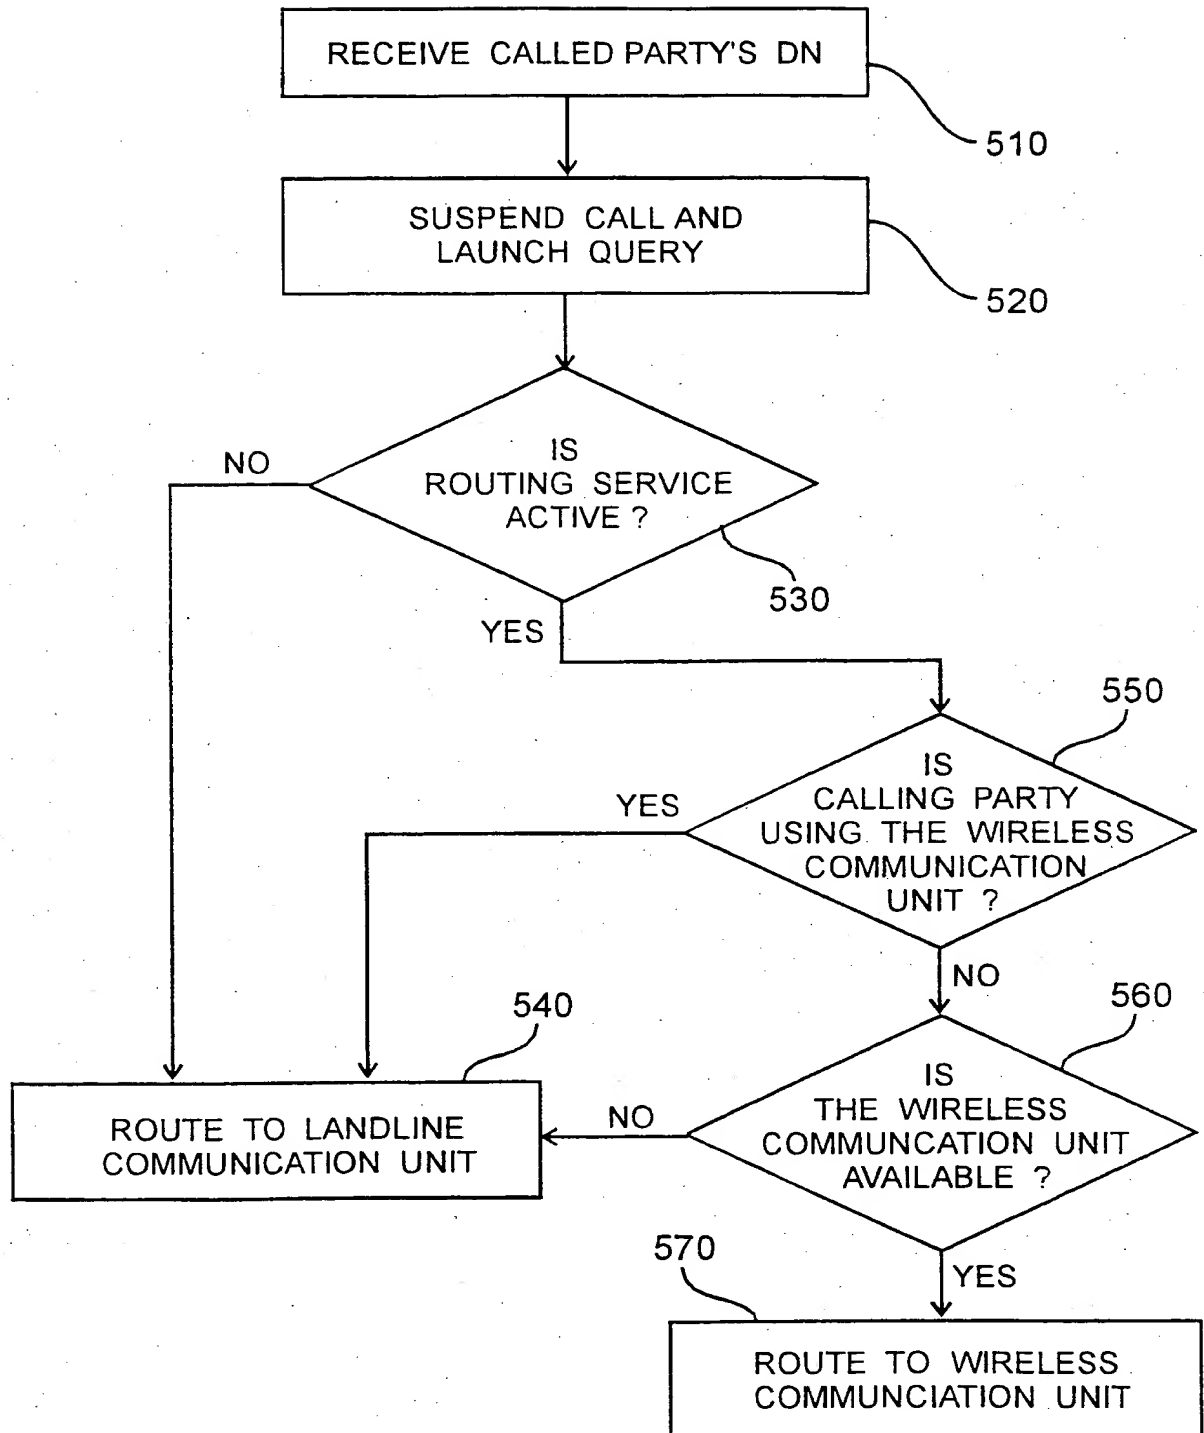 RECEIVE CALLED PARTY'S DN
510
SUSPEND CALL AND
LAUNCH QUERY
520
IS
ROUTING SERVICE
ACTIVE ?
NO
530
YES
550
IS
CALLING PARTY
USING THE WIRELESS
COMMUNICATION
UNIT ?
YES
NO
540
560
ROUTE TO LANDLINE
COMMUNICATION UNIT
NO
IS
THE WIRELESS
COMMUNCATION UNIT
AVAILABLE ?
570
YES
ROUTE TO WIRELESS
COMMUNCIATION UNIT